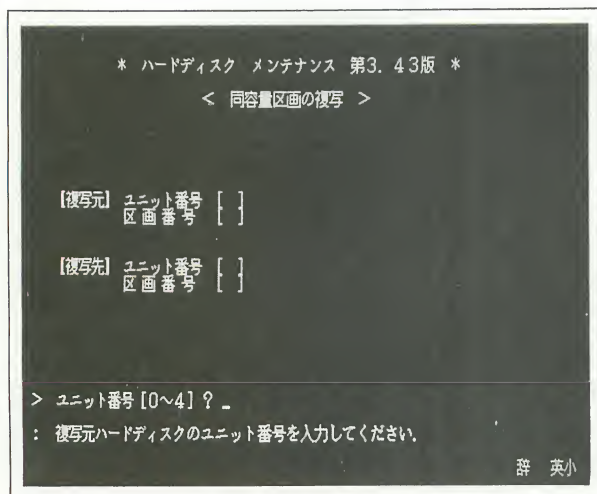 * ハードディスク メンテナンス 第3.43版 *
< 同容量区画の複写 >
【複写元】 ユニット番号 [ ]
区画番号 [ ]
【複写先】 ユニット番号 [ ]
区画番号 [ ]
> ユニット番号[0~4]? _
: 複写元ハードディスクのユニット番号を入力してください.
辞 英小